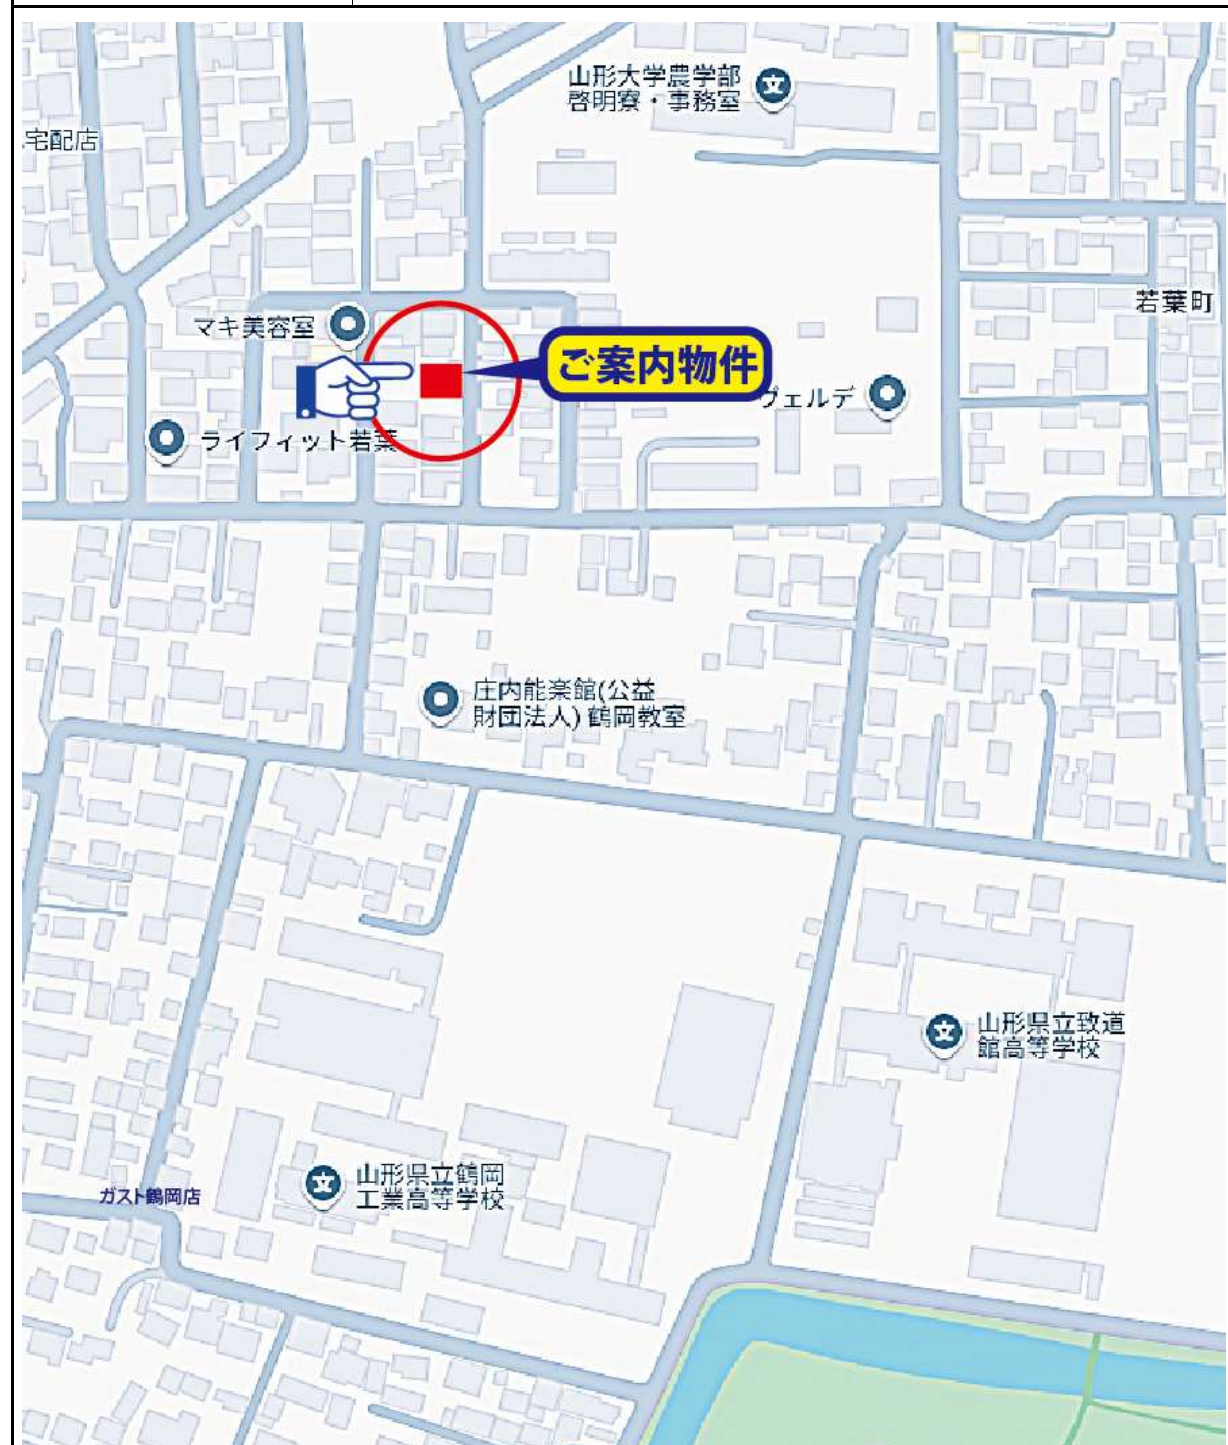 山形大学農学部
啓明寮・事務室
宅配店
若葉町
マキ美容室
ご案内物件
ヴェルデ
ライフィット若葉
庄内能楽館(公益
財団法人)鶴岡教室
山形県立致道
館高等学校
山形県立鶴岡
工業高等学校
ガスト鶴岡店